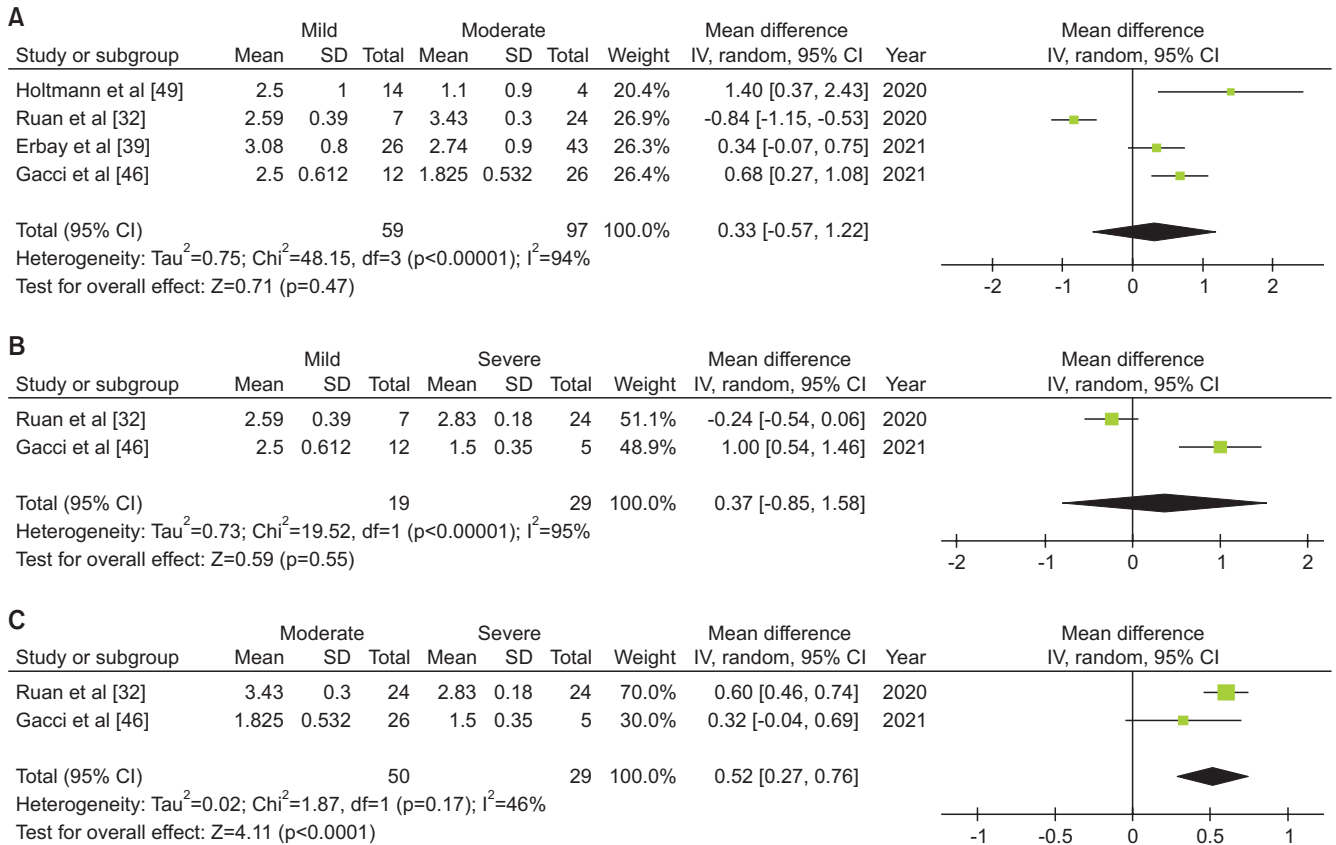 A
Mild Moderate Mean difference Mean difference
Study or subgroup Mean SD Total Mean SD Total Weight IV, random, 95% CI Year IV, random, 95% CI
Holtmann et al [49] 2.5 1 14 1.1 0.9 4 20.4% 1.40 [0.37, 2.43] 2020
Ruan et al [32] 2.59 0.39 7 3.43 0.3 24 26.9% -0.84 [-1.15, -0.53] 2020
Erbay et al [39] 3.08 0.8 26 2.74 0.9 43 26.3% 0.34 [-0.07, 0.75] 2021
Gacci et al [46] 2.5 0.612 12 1.825 0.532 26 26.4% 0.68 [0.27, 1.08] 2021
Total (95% CI) 59 97 100.0% 0.33 [-0.57, 1.22]
Heterogeneity: Tau²=0.75; Chi²=48.15, df=3 (p<0.00001); I²=94%
Test for overall effect: Z=0.71 (p=0.47)
-2 -1 0 1 2
B
Mild Severe Mean difference Mean difference
Study or subgroup Mean SD Total Mean SD Total Weight IV, random, 95% CI Year IV, random, 95% CI
Ruan et al [32] 2.59 0.39 7 2.83 0.18 24 51.1% -0.24 [-0.54, 0.06] 2020
Gacci et al [46] 2.5 0.612 12 1.5 0.35 5 48.9% 1.00 [0.54, 1.46] 2021
Total (95% CI) 19 29 100.0% 0.37 [-0.85, 1.58]
Heterogeneity: Tau²=0.73; Chi²=19.52, df=1 (p<0.00001); I²=95%
Test for overall effect: Z=0.59 (p=0.55)
-2 -1 0 1 2
C
Moderate Severe Mean difference Mean difference
Study or subgroup Mean SD Total Mean SD Total Weight IV, random, 95% CI Year IV, random, 95% CI
Ruan et al [32] 3.43 0.3 24 2.83 0.18 24 70.0% 0.60 [0.46, 0.74] 2020
Gacci et al [46] 1.825 0.532 26 1.5 0.35 5 30.0% 0.32 [-0.04, 0.69] 2021
Total (95% CI) 50 29 100.0% 0.52 [0.27, 0.76]
Heterogeneity: Tau²=0.02; Chi²=1.87, df=1 (p=0.17); I²=46%
Test for overall effect: Z=4.11 (p<0.0001)
-1 -0.5 0 0.5 1